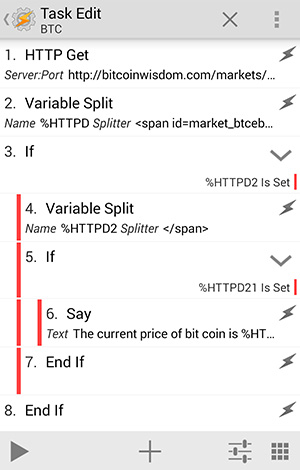 Task Edit
BTC
1. HTTP Get
Server:Port http://bitcoinwisdom.com/markets/...
2. Variable Split
Name %HTTPD Splitter <span id=market_btceb...
3. If
%HTTPD2 Is Set
4. Variable Split
Name %HTTPD2 Splitter </span>
5. If
%HTTPD21 Is Set
6. Say
Text The current price of bit coin is %HT...
7. End If
8. End If